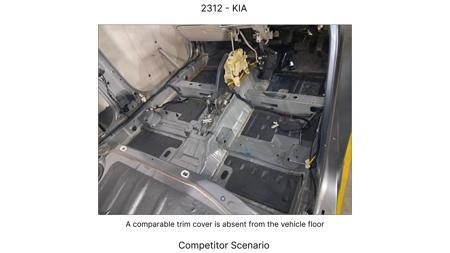 2312 - KIA
A comparable trim cover is absent from the vehicle floor
Competitor Scenario